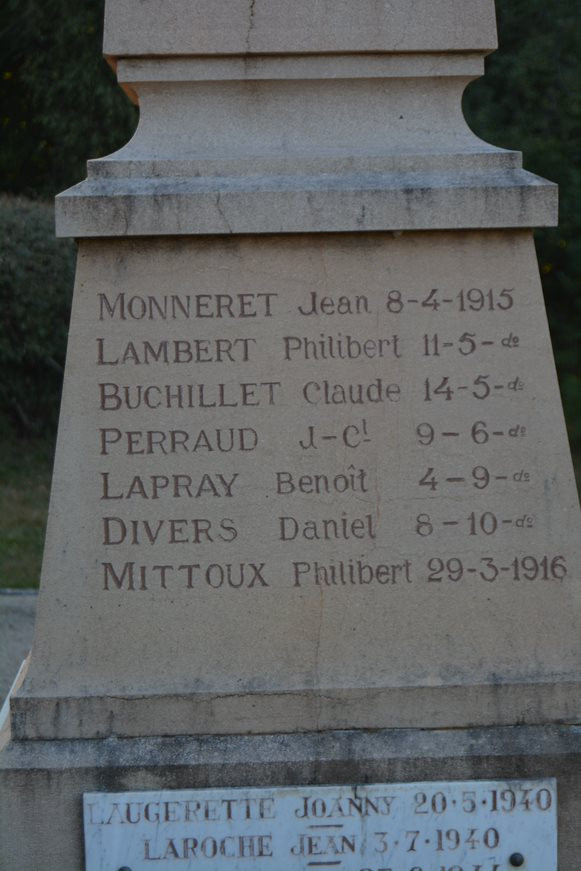 MONNERET Jean 8-4-1915
LAMBERT Philibert 11-5-do
BUCHILLET Claude 14-5-do
PERRAUD J-Cl 9-6-do
LAPRAY Benoît 4-9-do
DIVERS Daniel 8-10-do
MITTOUX Philibert 29-3-1916
LAUGERETTE JOANNY 20·5·1940
LAROCHE JEAN 3·7·1940